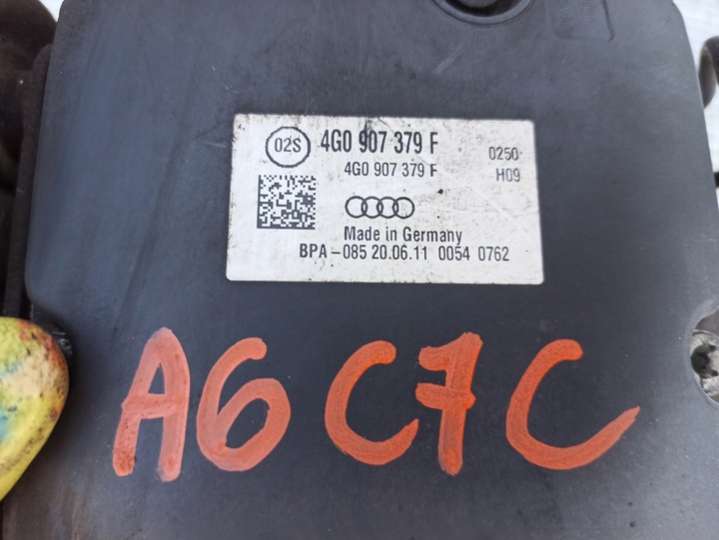 02S 4G0 907 379 F 0250
4G0 907 379 F H09
Made in Germany
BPA-085 20.06.11 0054 0762
A6 C7 C